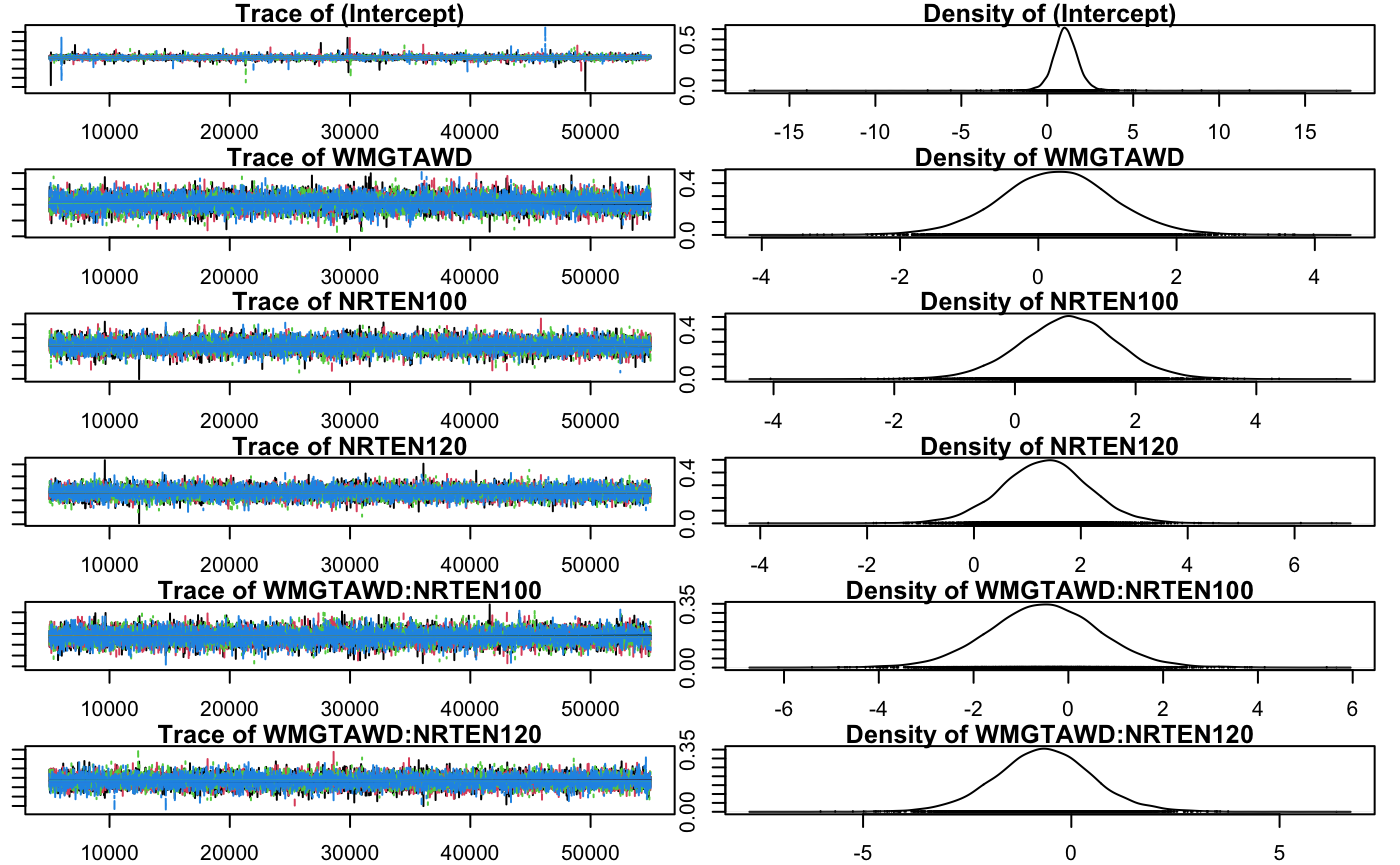 Trace of (Intercept) Density of (Intercept)
0.0 0.5
10000 20000 30000 40000 50000 -15 -10 -5 0 5 10 15
Trace of WMGTAWD Density of WMGTAWD
0.0 0.4
10000 20000 30000 40000 50000 -4 -2 0 2 4
Trace of NRTEN100 Density of NRTEN100
0.0 0.4
10000 20000 30000 40000 50000 -4 -2 0 2 4
Trace of NRTEN120 Density of NRTEN120
0.0 0.4
10000 20000 30000 40000 50000 -4 -2 0 2 4 6
Trace of WMGTAWD:NRTEN100 Density of WMGTAWD:NRTEN100
0.00 0.35
10000 20000 30000 40000 50000 -6 -4 -2 0 2 4 6
Trace of WMGTAWD:NRTEN120 Density of WMGTAWD:NRTEN120
0.00 0.35
10000 20000 30000 40000 50000 -5 0 5